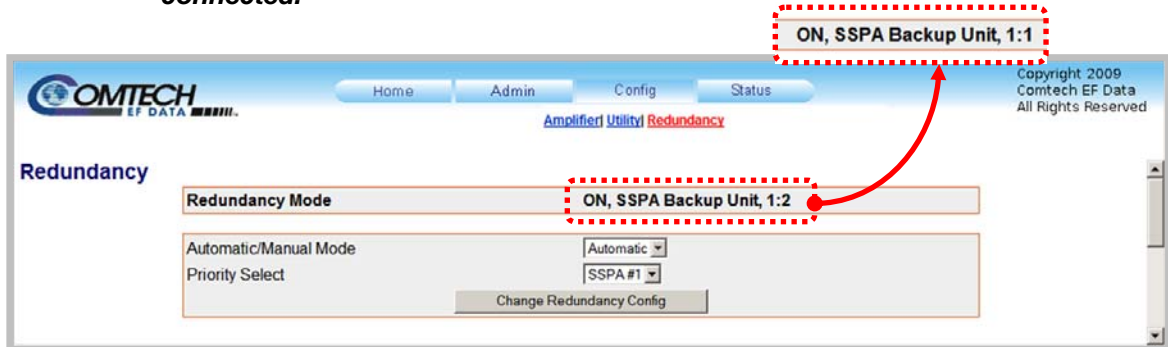 connected.
ON, SSPA Backup Unit, 1:1
COMTECH
EF DATA
Home Admin Config Status
Amplifier| Utility| Redundancy
Copyright 2009
Comtech EF Data
All Rights Reserved
Redundancy
Redundancy Mode ON, SSPA Backup Unit, 1:2
Automatic/Manual Mode Automatic
Priority Select SSPA #1
Change Redundancy Config